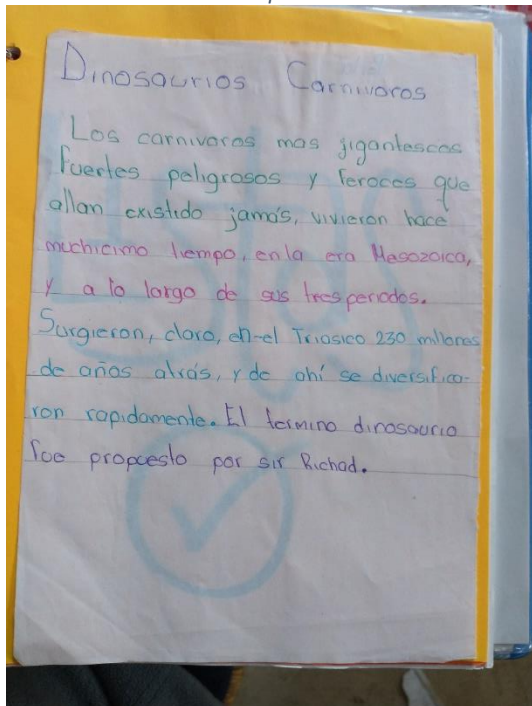 Dinosaurios Carnivoros
Los carnivoros mas jigantescos
fuertes peligrosos y feroces que
allan existido jamás, vivieron hace
muchicimo tiempo, en la era Mesozoica,
y a lo largo de sus tres periodos.
Surgieron, claro, en el Triasico 230 millones
de años atrás, y de ahí se diversifica-
ron rapidamente. El termino dinosaurio
foe propoesto por sir Richad.